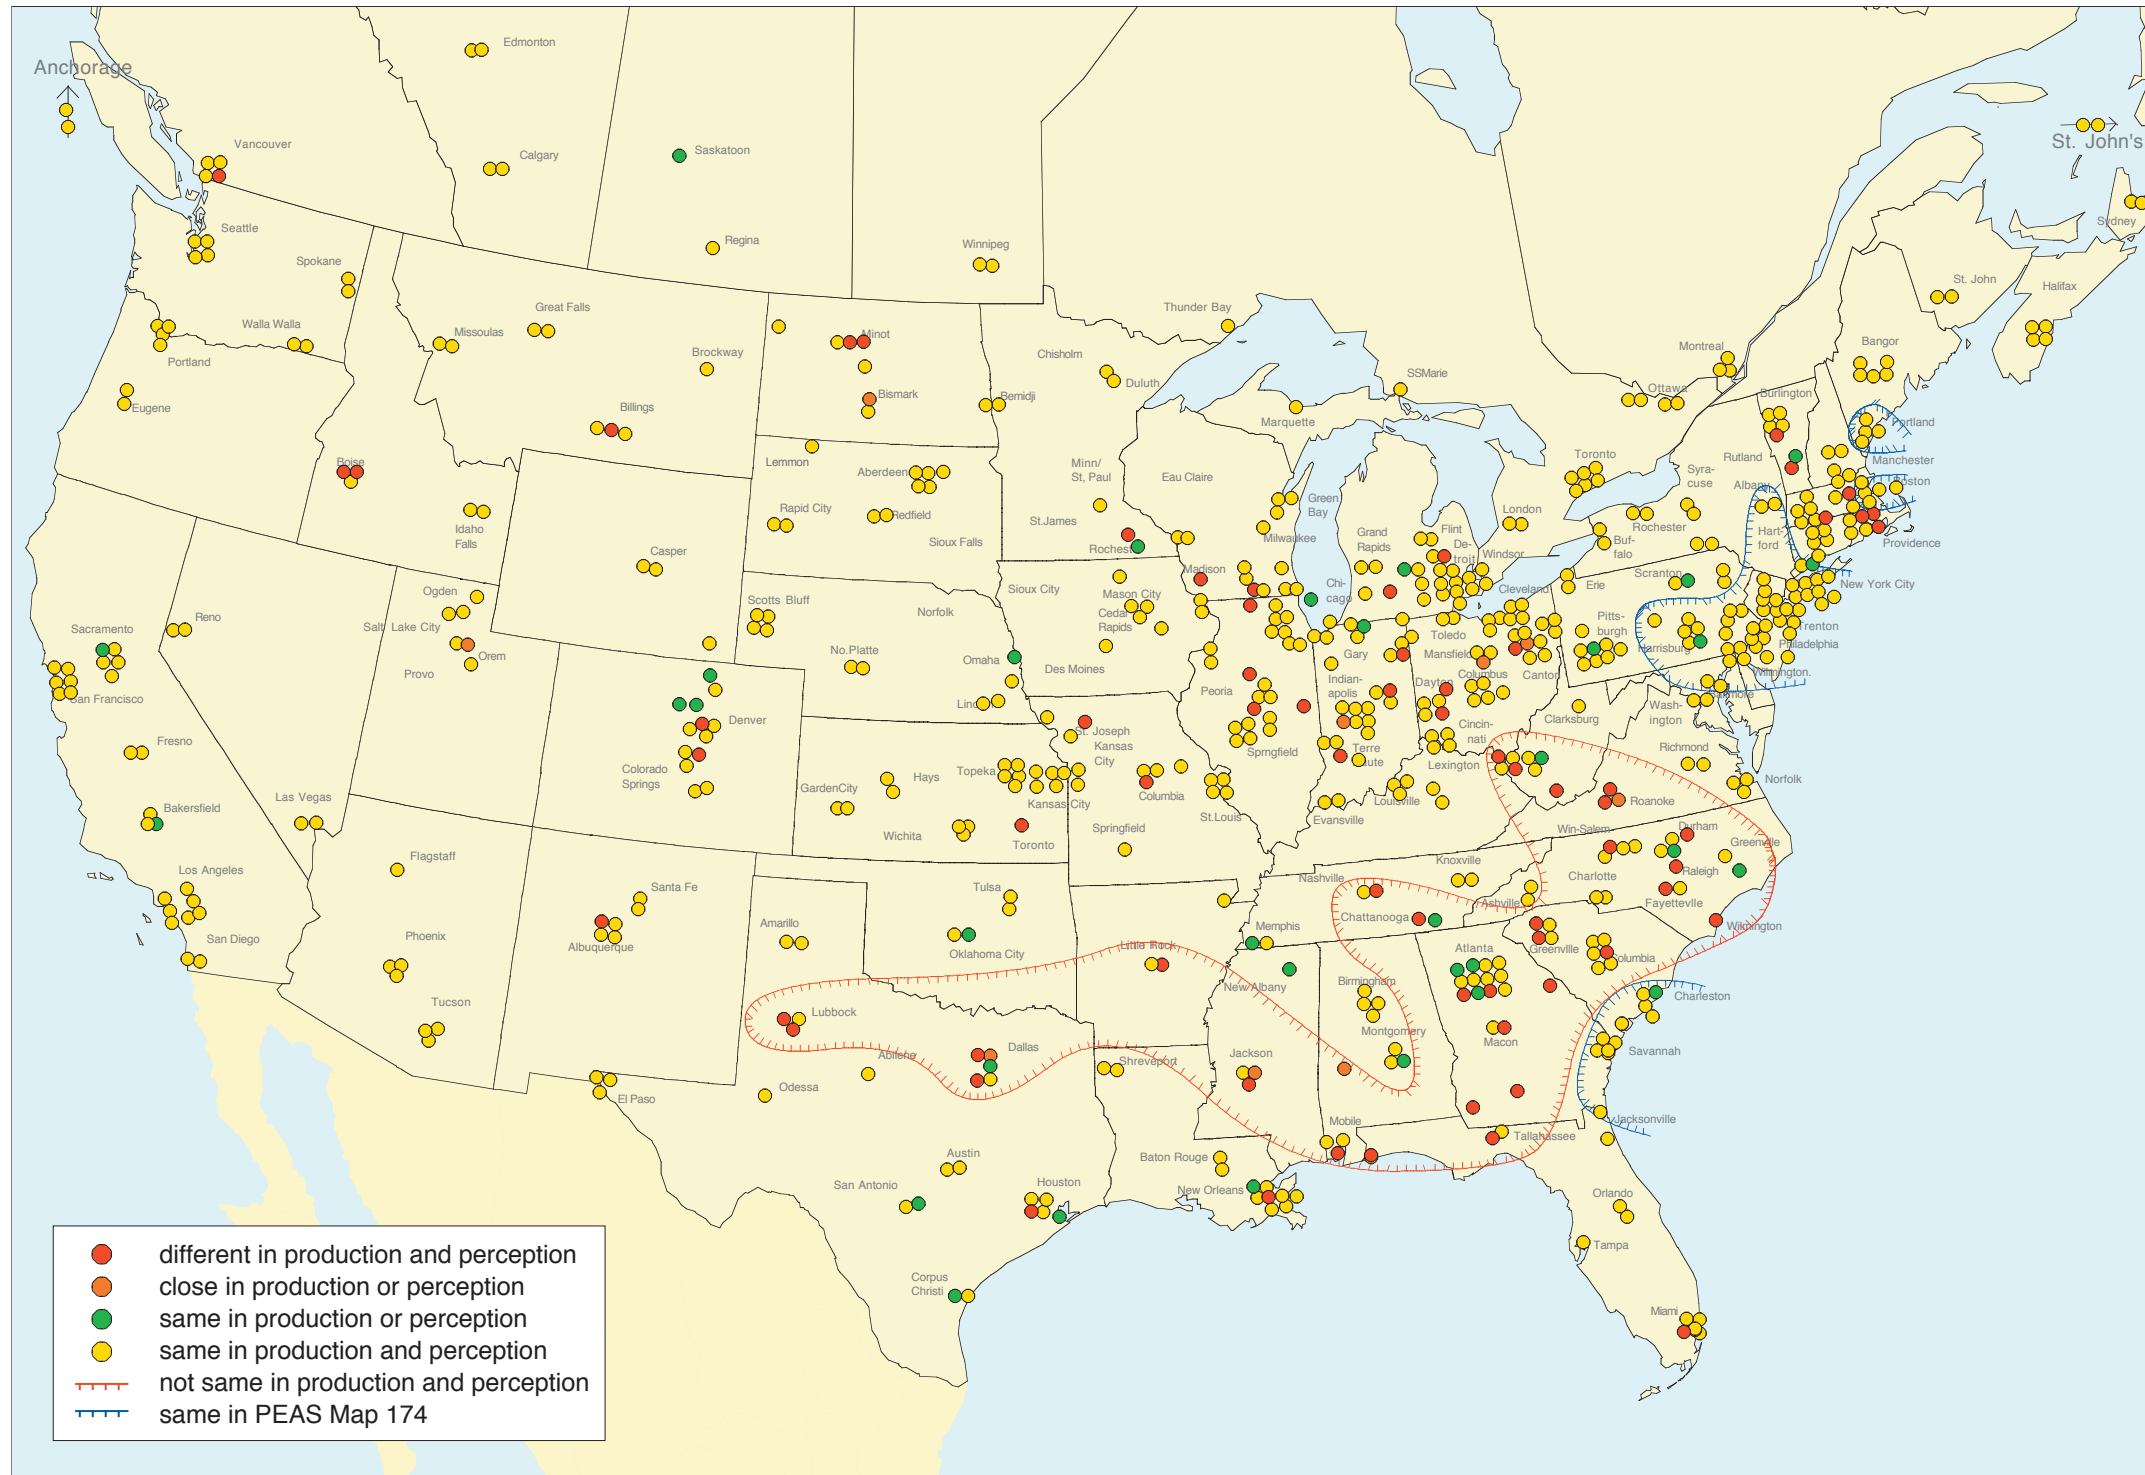 Edmonton
Anchorage
Vancouver
Calgary
Saskatoon
St. John's
Sydney
Seattle
Regina
Winnipeg
Spokane
St. John
Halifax
Great Falls
Thunder Bay
Walla Walla
Missoulas
Minot
Portland
Brockway
Chisholm
Duluth
SSMarie
Montreal
Bangor
Eugene
Billings
Bismark
Bemidji
Marquette
Ottawa
Burlington
Portland
Boise
Lemmon
Aberdeen
Minn/
St, Paul
Eau Claire
Toronto
Rutland
Manchester
Syra-
cuse
Albany
Boston
Idaho
Falls
Rapid City
Redfield
St.James
Green
Bay
London
Rochester
Sioux Falls
Milwaukee
Grand
Rapids
Flint
De-
troit
Windsor
Buf-
falo
Hart-
ford
Providence
Casper
Rochest
Madison
Chi-
cago
Cleveland
Erie
Scranton
New York City
Ogden
Scotts Bluff
Norfolk
Sioux City
Mason City
Cedar
Rapids
Reno
Salt Lake City
Sacramento
Orem
Provo
No.Platte
Omaha
Des Moines
Gary
Toledo
Mansfield
Pitts-
burgh
Harrisburg
Trenton
Philadelphia
San Francisco
Lincoln
Peoria
Indian-
apolis
Dayton
Columbus
Canton
Wilmington.
Baltimore
Denver
St. Joseph
Kansas
City
Sprngfield
Terre
Haute
Cincin-
nati
Clarksburg
Wash-
ington
Fresno
Colorado
Springs
Hays
Topeka
Lexington
Richmond
Norfolk
Bakersfield
Las Vegas
GardenCity
Kansas City
Columbia
St.Louis
Evansville
Louisville
Roanoke
Wichita
Toronto
Springfield
Win-Salem
Durham
Greenville
Los Angeles
Flagstaff
Knoxville
Raleigh
Santa Fe
Tulsa
Nashville
Charlotte
Fayettevlle
San Diego
Phoenix
Albuquerque
Amarillo
Oklahoma City
Little Rock
Memphis
Chattanooga
Ashville
Greenvllle
Wilmington
Columbia
Atlanta
Tucson
New Albany
Birmingham
Charleston
Lubbock
Montgomery
Macon
Savannah
Abilene
Dallas
Shreveport
Jackson
El Paso
Odessa
Mobile
Tallahassee
Jacksonville
Austin
Baton Rouge
San Antonio
Houston
New Orleans
Orlando
Tampa
Corpus
Christi
Miami
different in production and perception
close in production or perception
same in production or perception
same in production and perception
not same in production and perception
same in PEAS Map 174